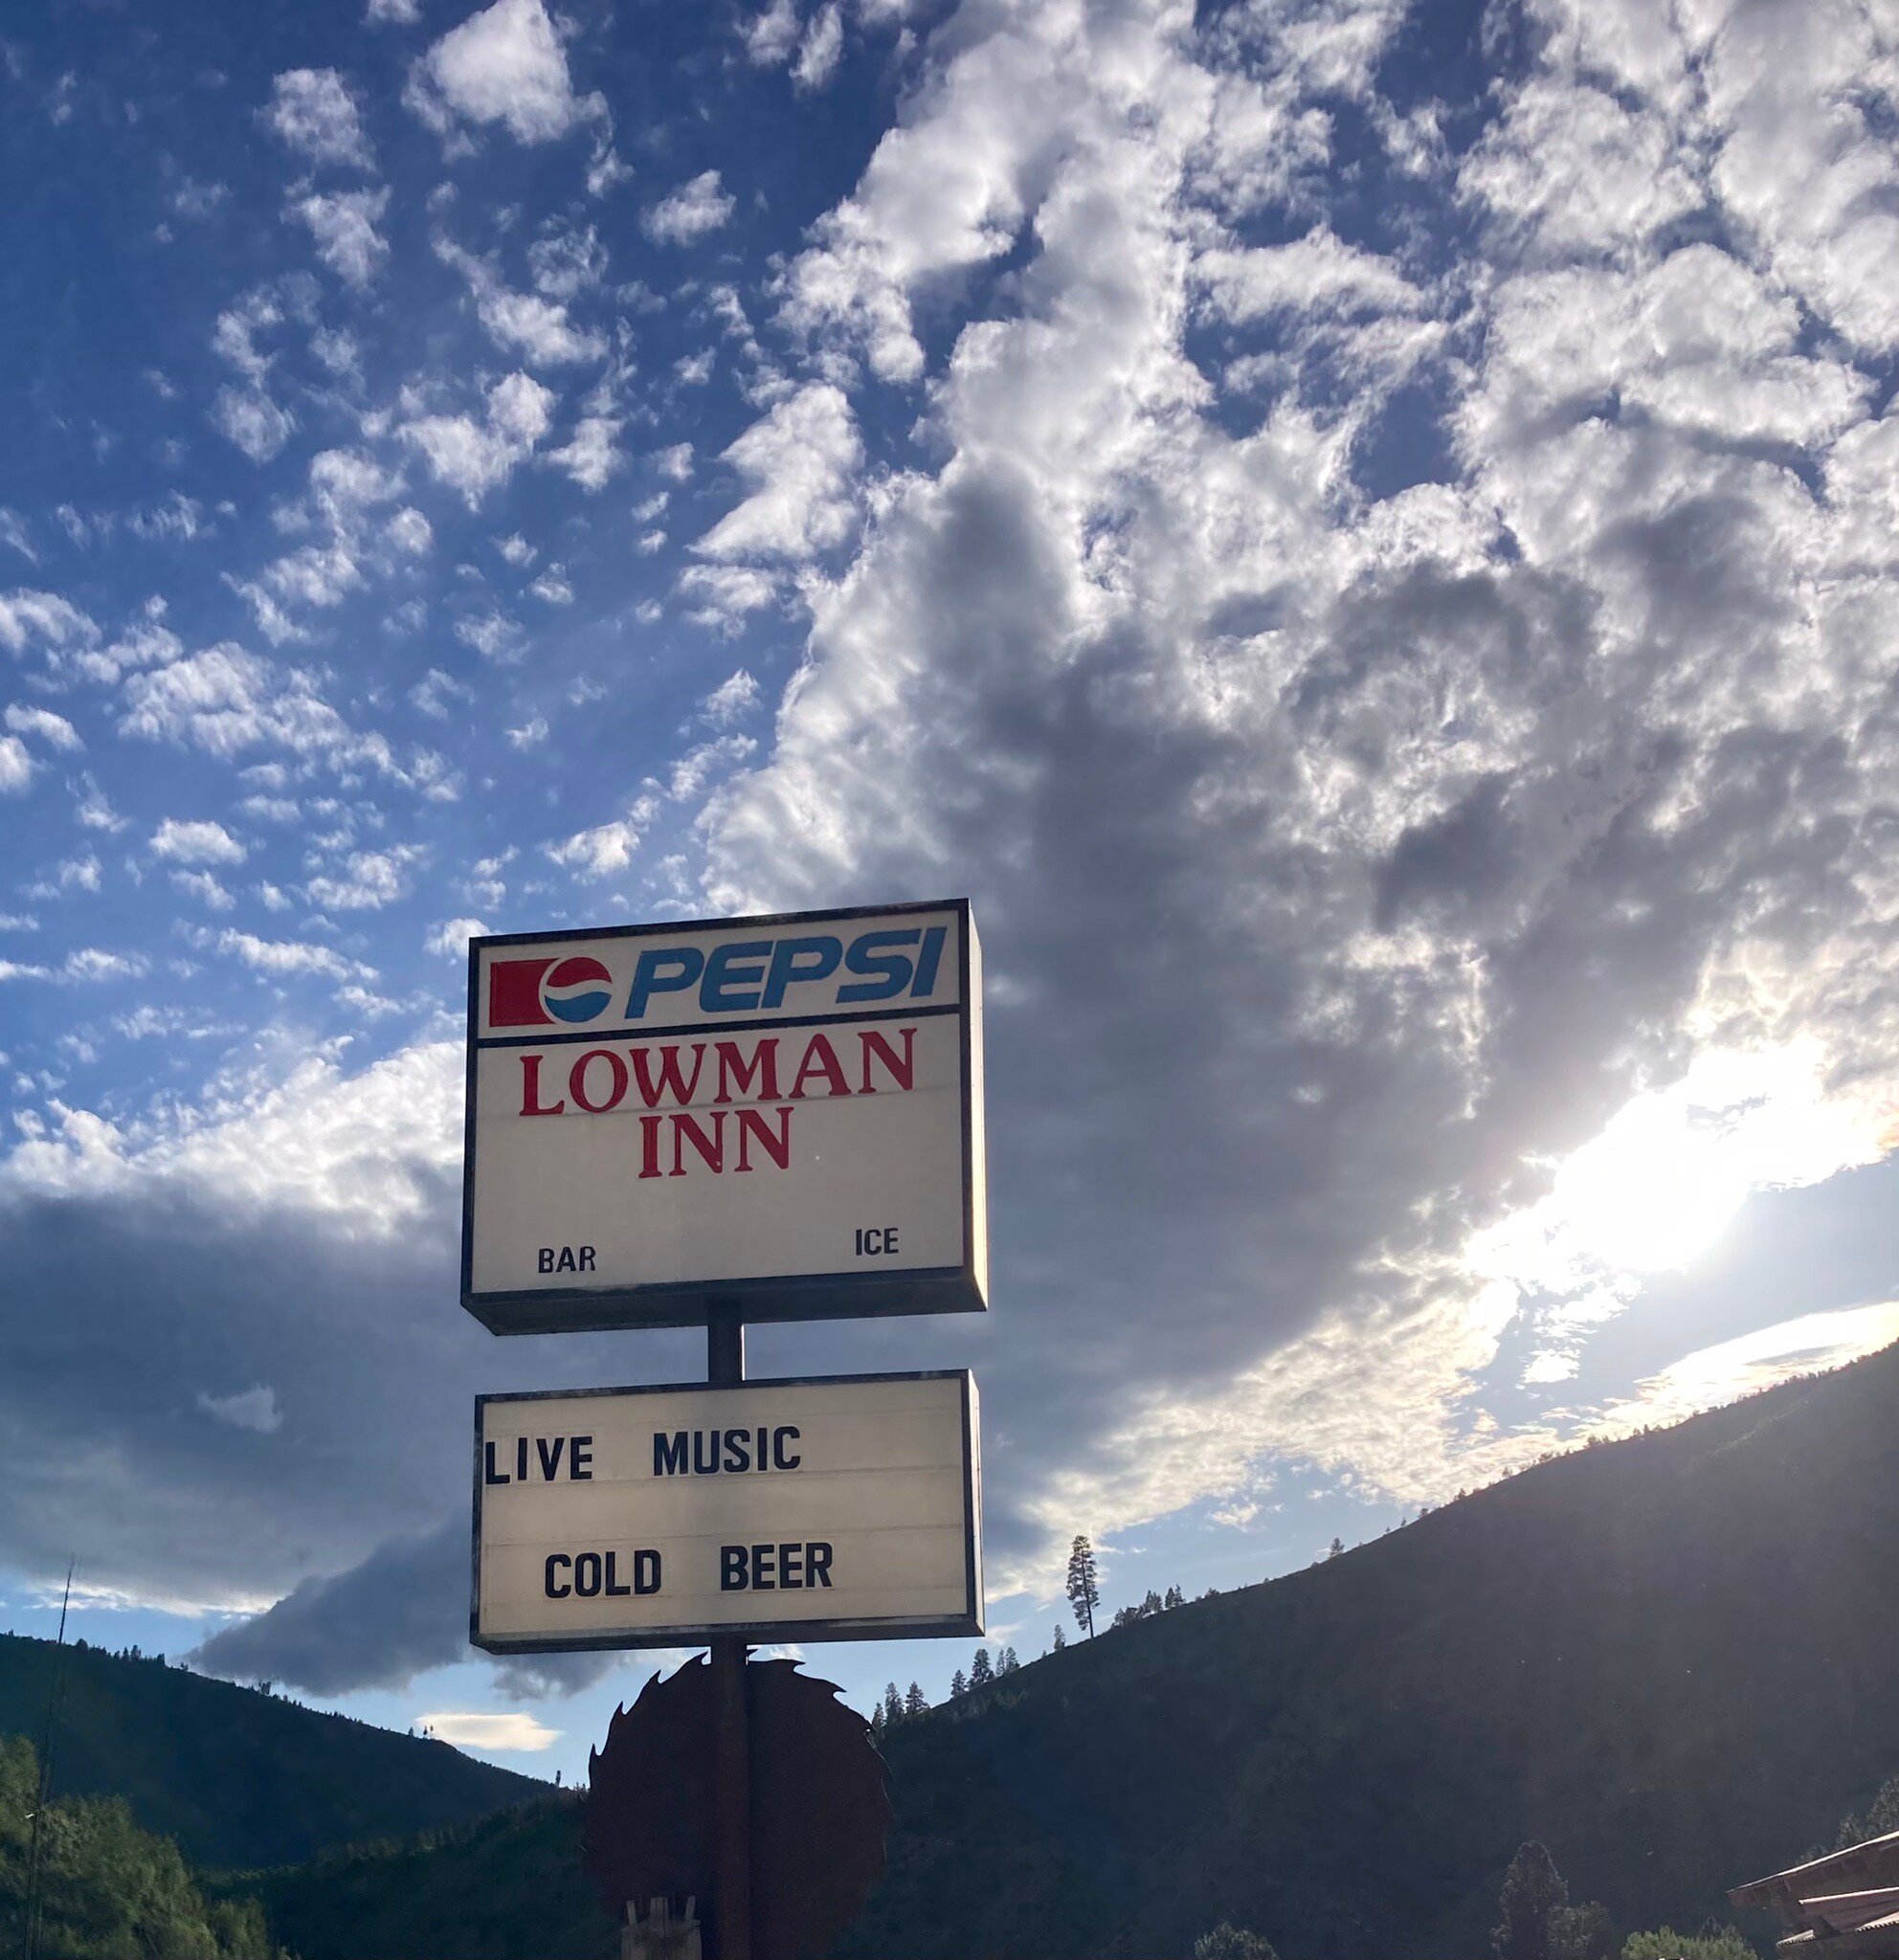 PEPSI
LOWMAN
INN
BAR ICE
LIVE MUSIC
COLD BEER